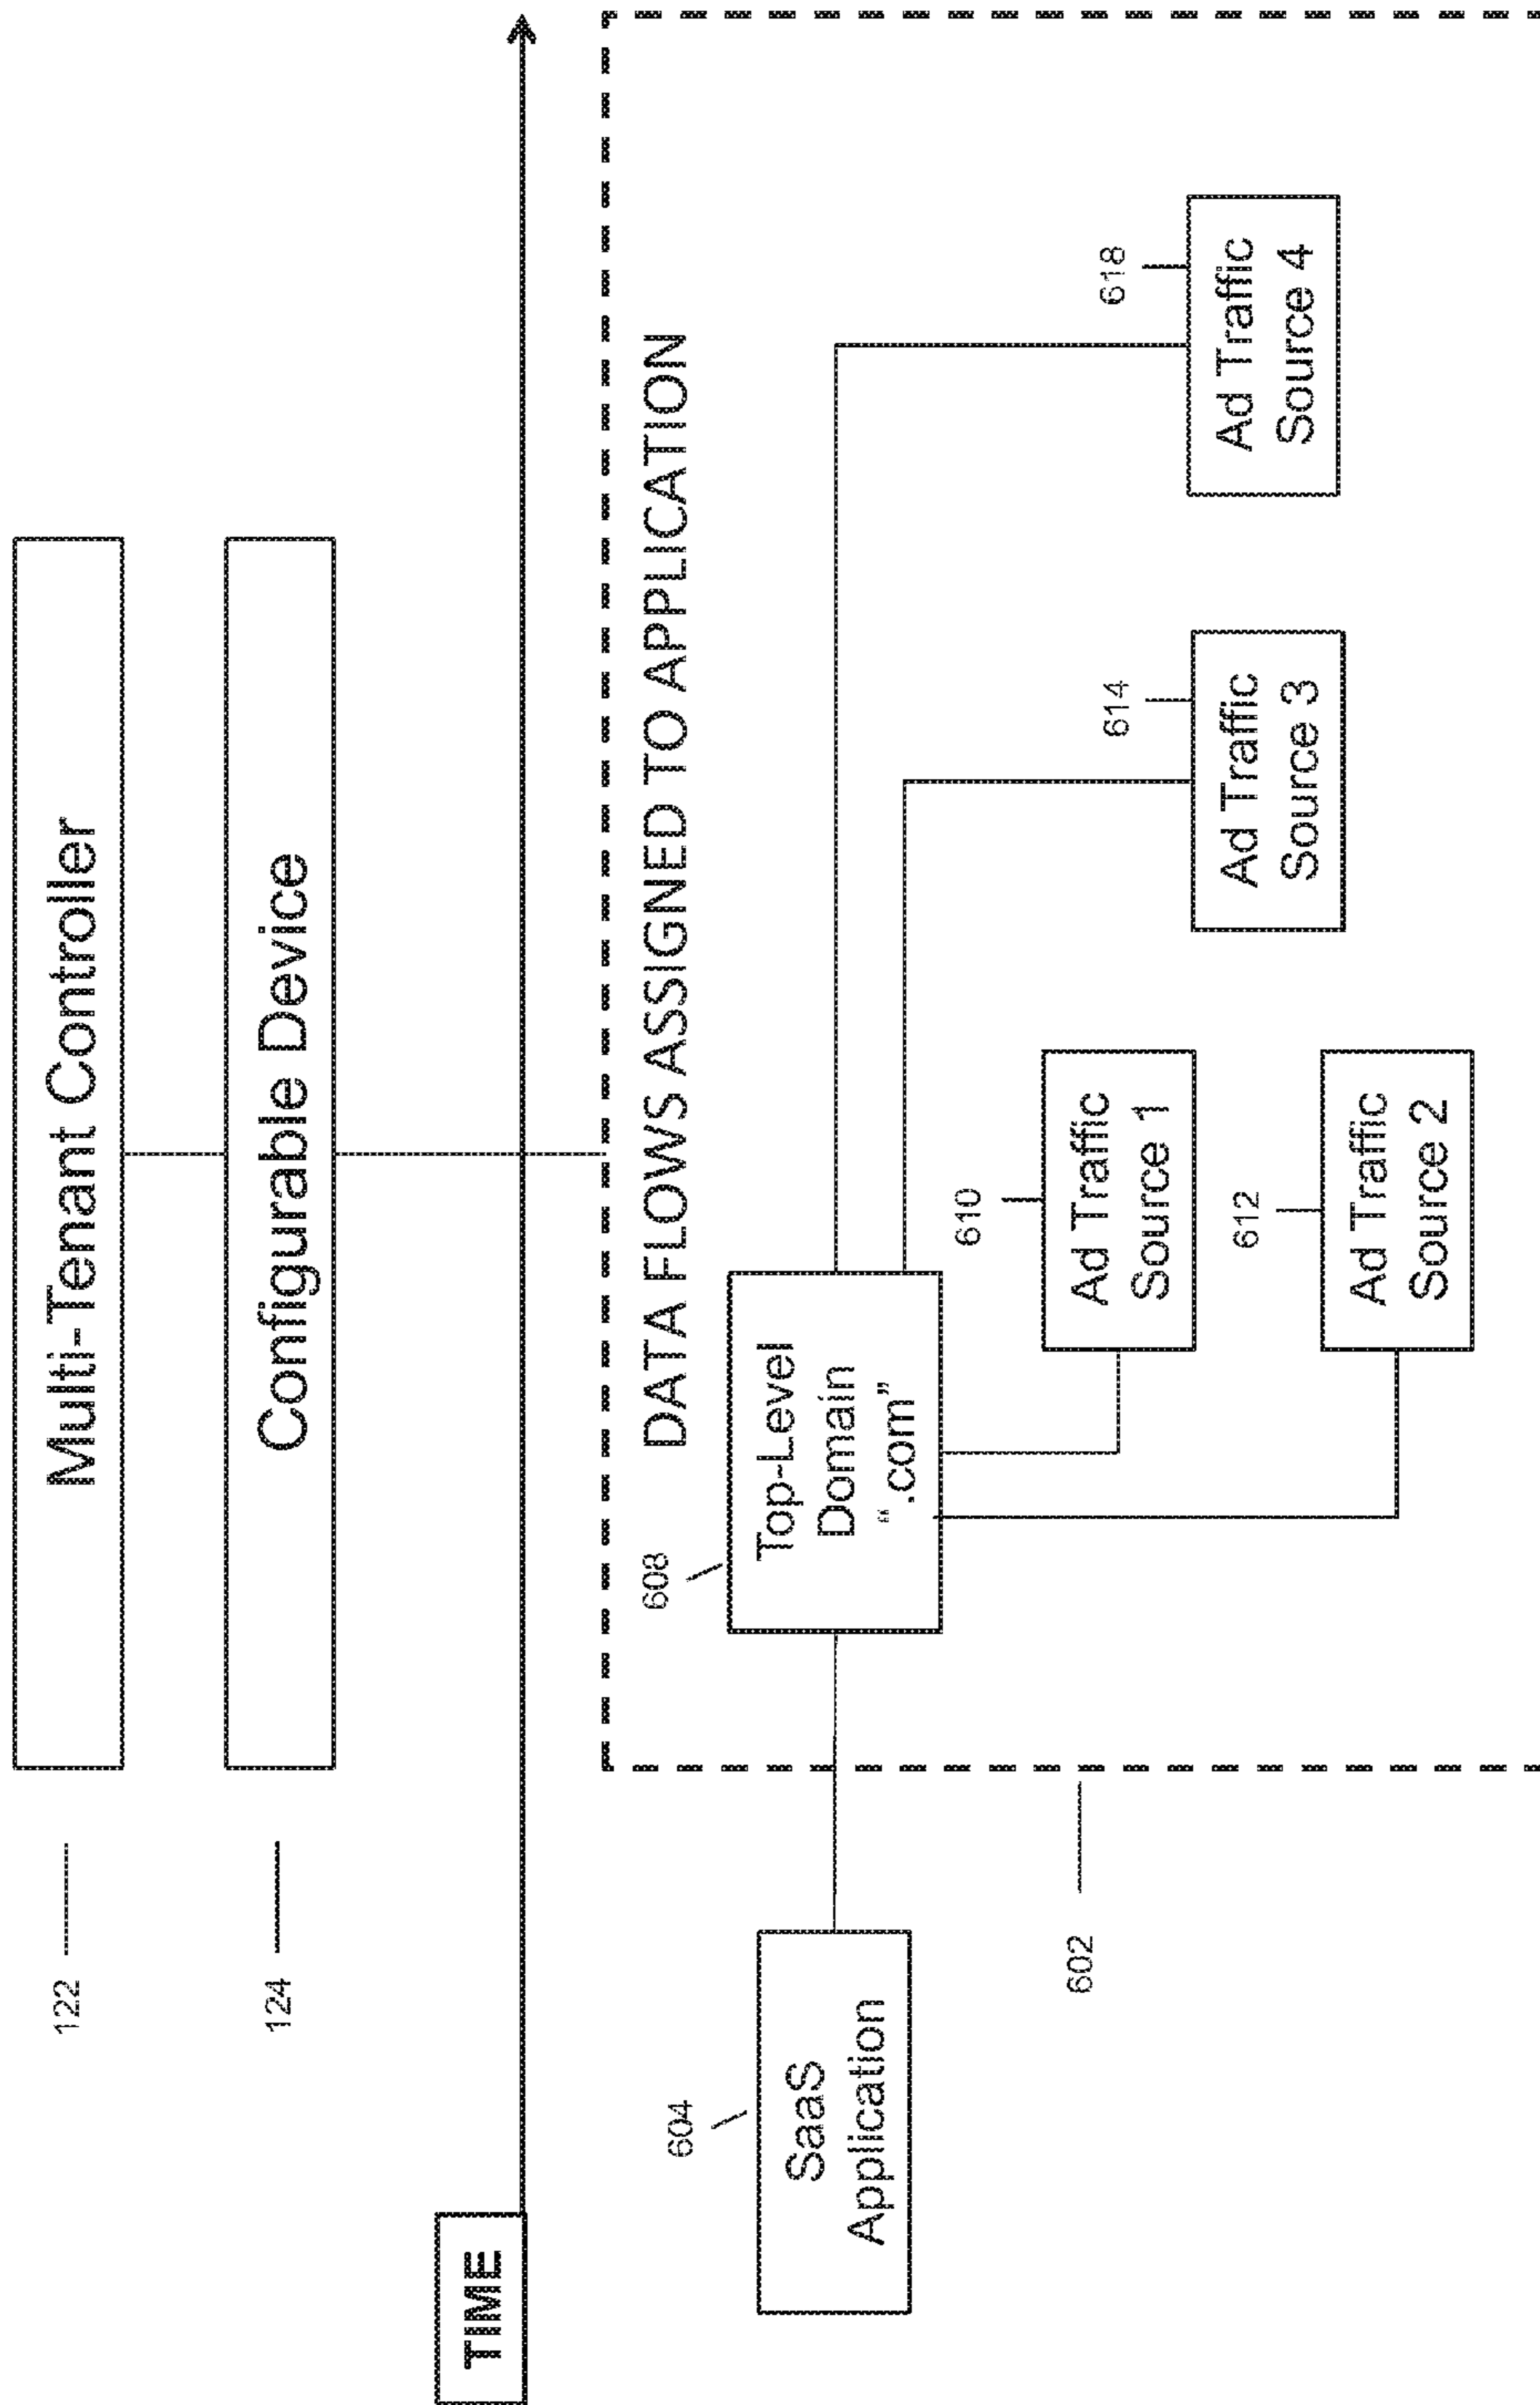 122
Multi-Tenant Controller
124
Configurable Device
TIME
DATA FLOWS ASSIGNED TO APPLICATION
604
SaaS
Application
602
608
Top-Level
Domain
“.com”
610
Ad Traffic
Source 1
612
Ad Traffic
Source 2
614
Ad Traffic
Source 3
618
Ad Traffic
Source 4